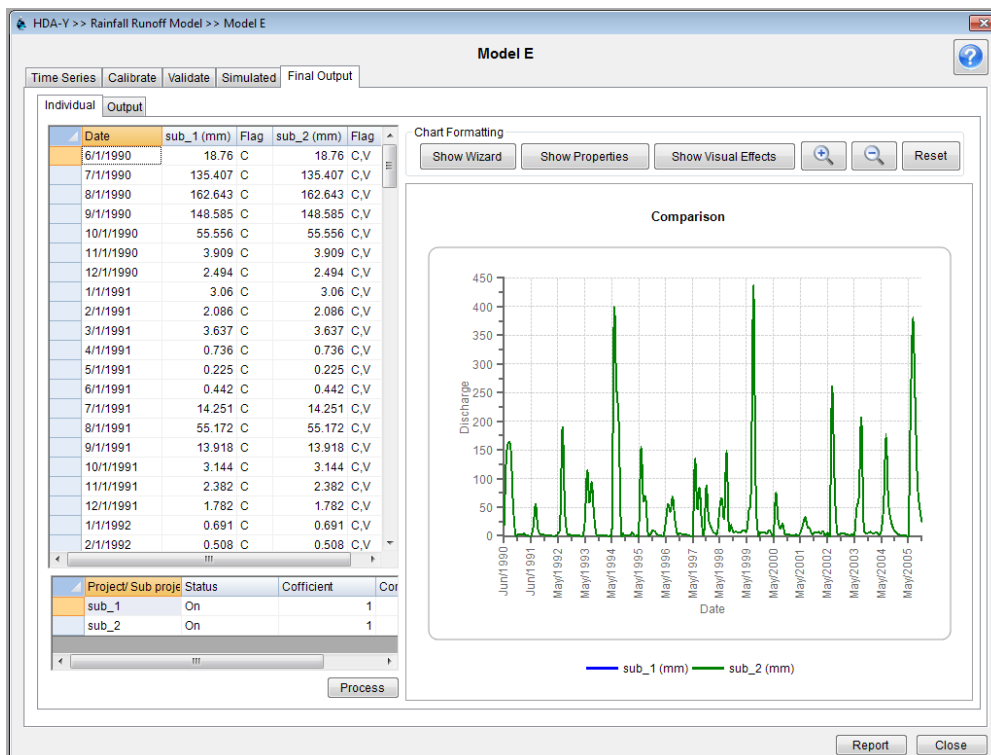 HDA-Y >> Rainfall Runoff Model >> Model E
Model E
Time Series Calibrate Validate Simulated Final Output
Individual Output
Date sub_1 (mm) Flag sub_2 (mm) Flag
6/1/1990 18.76 C 18.76 C,V
7/1/1990 135.407 C 135.407 C,V
8/1/1990 162.643 C 162.643 C,V
9/1/1990 148.585 C 148.585 C,V
10/1/1990 55.556 C 55.556 C,V
11/1/1990 3.909 C 3.909 C,V
12/1/1990 2.494 C 2.494 C,V
1/1/1991 3.06 C 3.06 C,V
2/1/1991 2.086 C 2.086 C,V
3/1/1991 3.637 C 3.637 C,V
4/1/1991 0.736 C 0.736 C,V
5/1/1991 0.225 C 0.225 C,V
6/1/1991 0.442 C 0.442 C,V
7/1/1991 14.251 C 14.251 C,V
8/1/1991 55.172 C 55.172 C,V
9/1/1991 13.918 C 13.918 C,V
10/1/1991 3.144 C 3.144 C,V
11/1/1991 2.382 C 2.382 C,V
12/1/1991 1.782 C 1.782 C,V
1/1/1992 0.691 C 0.691 C,V
2/1/1992 0.508 C 0.508 C,V
Project/ Sub proje Status Cofficient Cor
sub_1 On 1
sub_2 On 1
Process
Chart Formatting
Show Wizard Show Properties Show Visual Effects Reset
Comparison
450
400
350
300
250
200
150
100
50
0
Discharge
Jun/1990
Jun/1991
May/1992
May/1993
May/1994
May/1995
May/1996
May/1997
May/1998
May/1999
May/2000
May/2001
May/2002
May/2003
May/2004
May/2005
Date
sub_1 (mm) sub_2 (mm)
Report Close